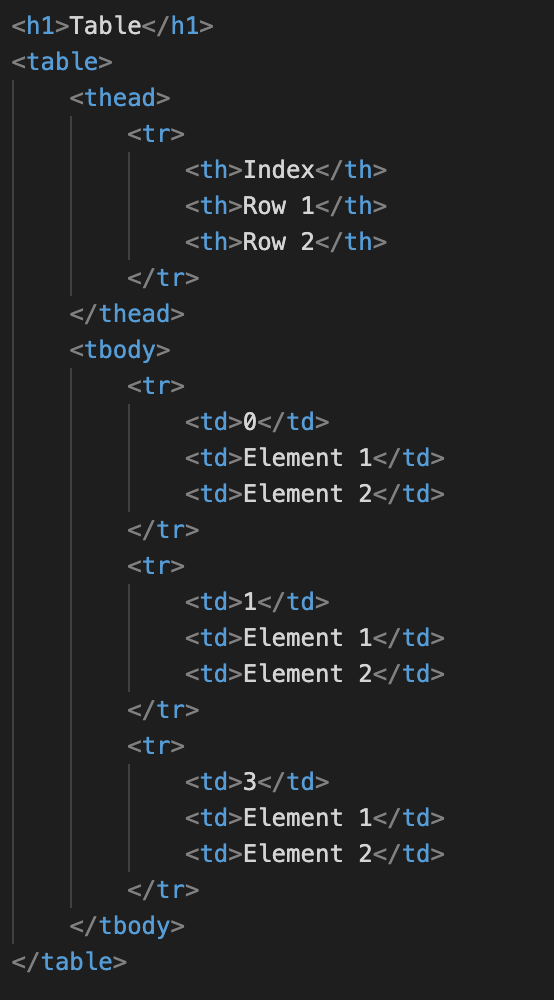 <h1>Table</h1>
<table>
    <thead>
        <tr>
            <th>Index</th>
            <th>Row 1</th>
            <th>Row 2</th>
        </tr>
    </thead>
    <tbody>
        <tr>
            <td>0</td>
            <td>Element 1</td>
            <td>Element 2</td>
        </tr>
        <tr>
            <td>1</td>
            <td>Element 1</td>
            <td>Element 2</td>
        </tr>
        <tr>
            <td>3</td>
            <td>Element 1</td>
            <td>Element 2</td>
        </tr>
    </tbody>
</table>